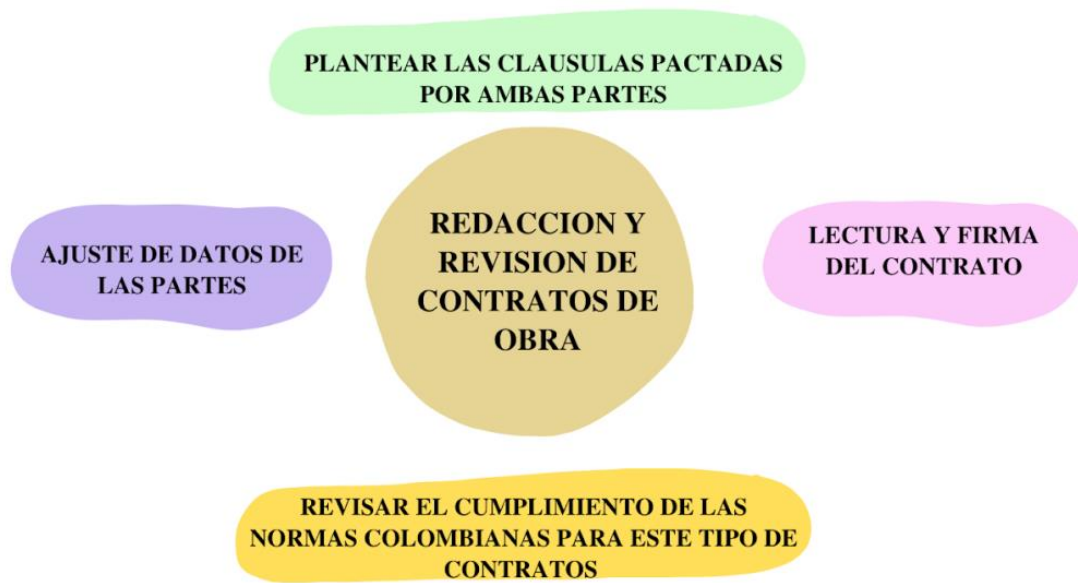 PLANTEAR LAS CLAUSULAS PACTADAS
POR AMBAS PARTES
REDACCION Y
REVISION DE
CONTRATOS DE
OBRA
AJUSTE DE DATOS DE
LAS PARTES
LECTURA Y FIRMA
DEL CONTRATO
REVISAR EL CUMPLIMIENTO DE LAS
NORMAS COLOMBIANAS PARA ESTE TIPO DE
CONTRATOS